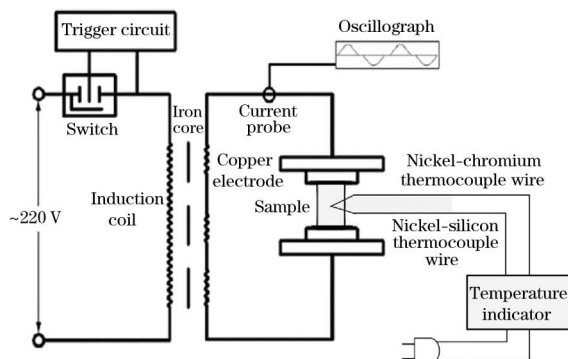 Trigger circuit
Oscillograph
Switch
Iron
core
Current
probe
~220 V
Induction
coil
Copper
electrode
Sample
Nickel-chromium
thermocouple wire
Nickel-silicon
thermocouple
wire
Temperature
indicator